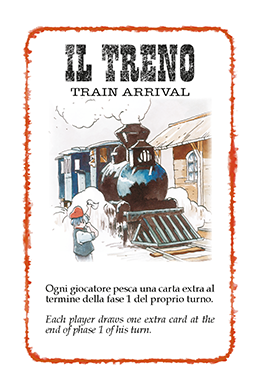 IL TRENO
TRAIN ARRIVAL
Ogni giocatore pesca una carta extra al
termine della fase 1 del proprio turno.
Each player draws one extra card at the
end of phase 1 of his turn.